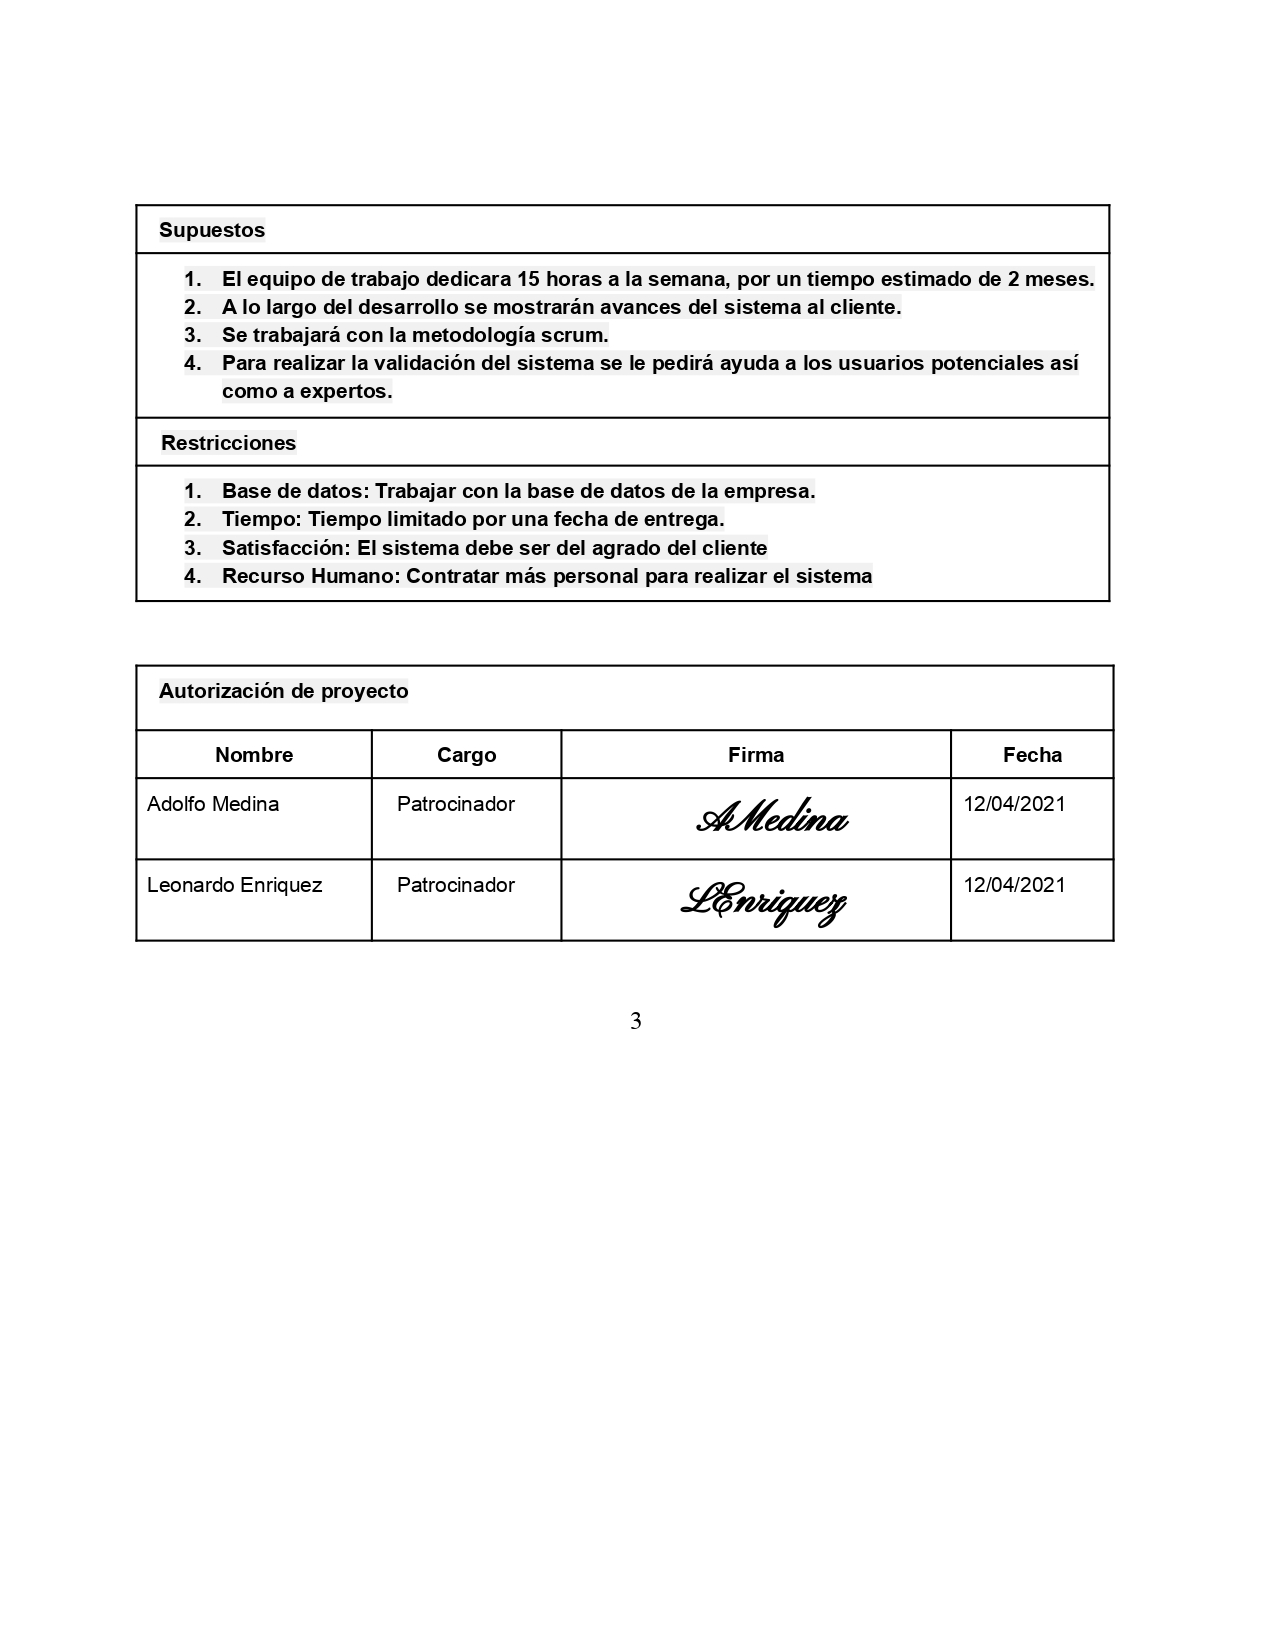 Supuestos
1. El equipo de trabajo dedicara 15 horas a la semana, por un tiempo estimado de 2 meses.
2. A lo largo del desarrollo se mostrarán avances del sistema al cliente.
3. Se trabajará con la metodología scrum.
4. Para realizar la validación del sistema se le pedirá ayuda a los usuarios potenciales así
como a expertos.
Restricciones
1. Base de datos: Trabajar con la base de datos de la empresa.
2. Tiempo: Tiempo limitado por una fecha de entrega.
3. Satisfacción: El sistema debe ser del agrado del cliente
4. Recurso Humano: Contratar más personal para realizar el sistema
Autorización de proyecto
Nombre Cargo Firma Fecha
Adolfo Medina Patrocinador AMedina 12/04/2021
Leonardo Enriquez Patrocinador LEnriquez 12/04/2021
3